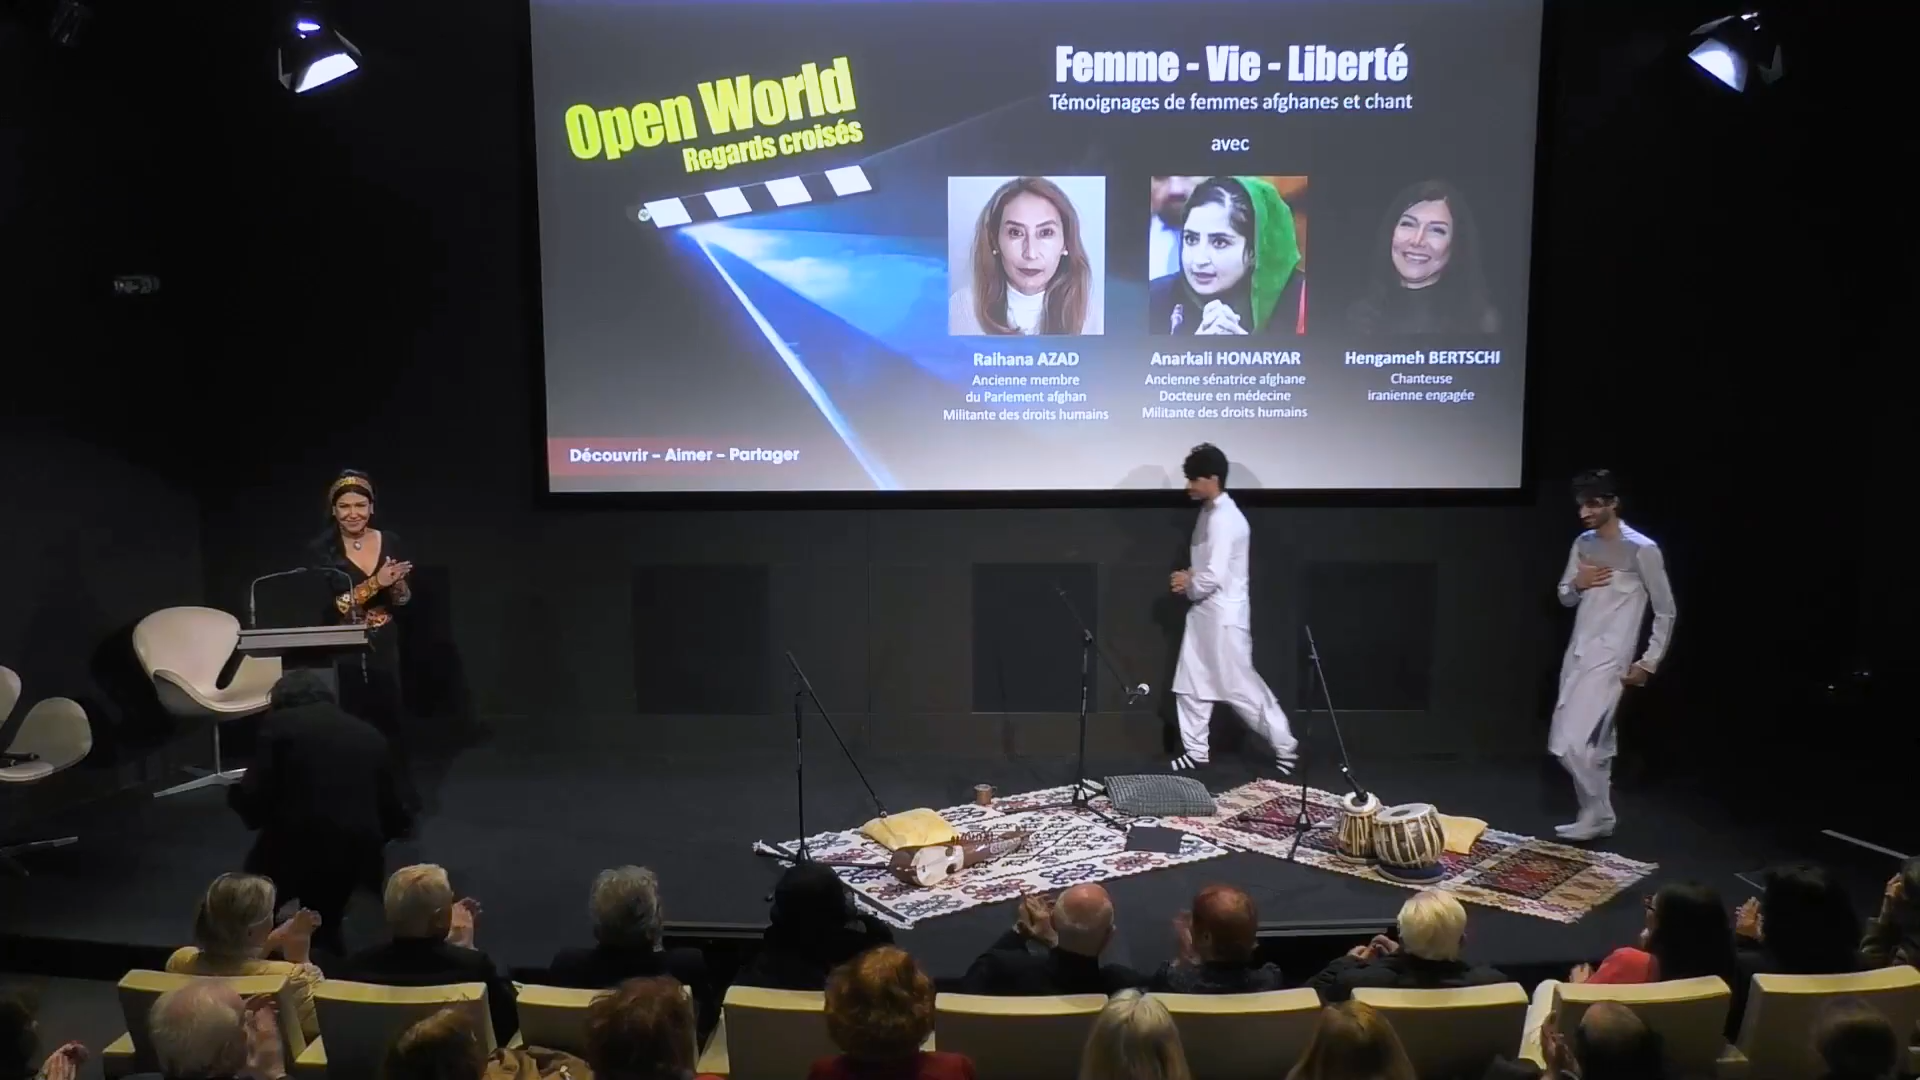 Open World
Regards croisés
Femme - Vie - Liberté
Témoignages de femmes afghanes et chant
avec
Raihana AZAD
Ancienne membre
du Parlement afghan
Militante des droits humains
Anarkali HONARYAR
Ancienne sénatrice afghane
Docteure en médecine
Militante des droits humains
Hengameh BERTSCHI
Chanteuse
iranienne engagée
Découvrir – Aimer – Partager